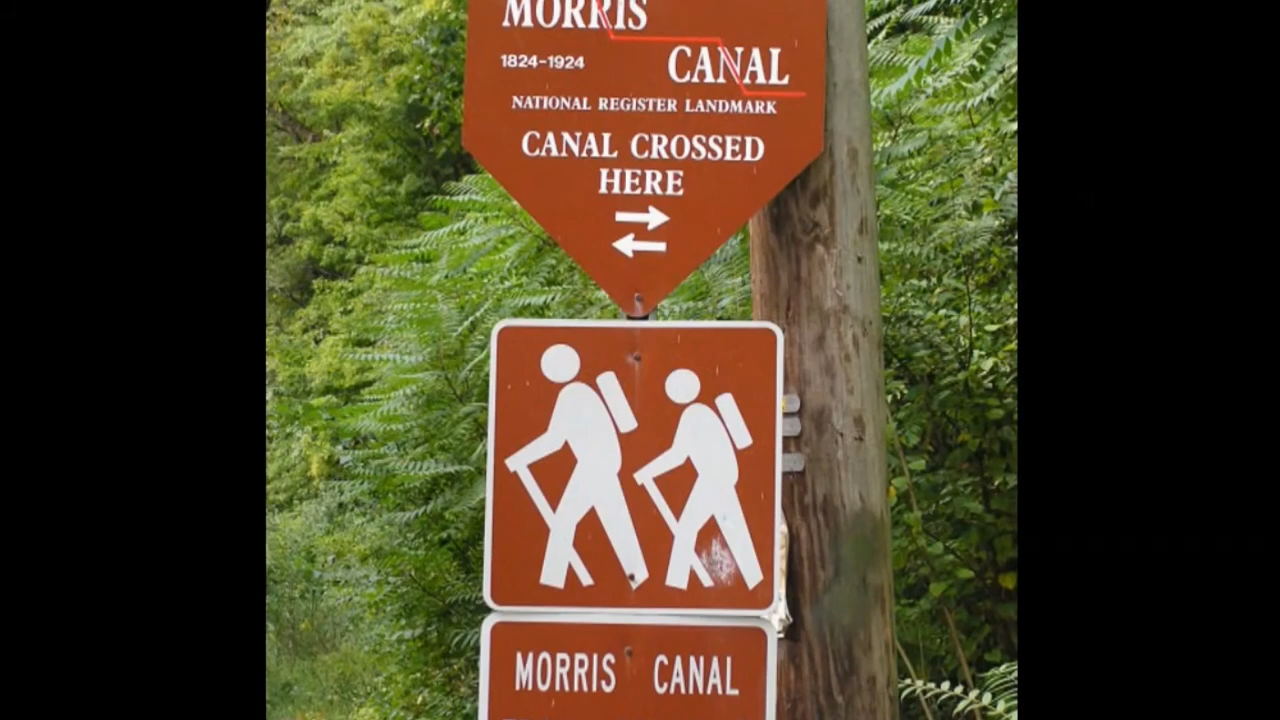 MORRIS
CANAL
1824-1924
NATIONAL REGISTER LANDMARK
CANAL CROSSED
HERE
MORRIS CANAL